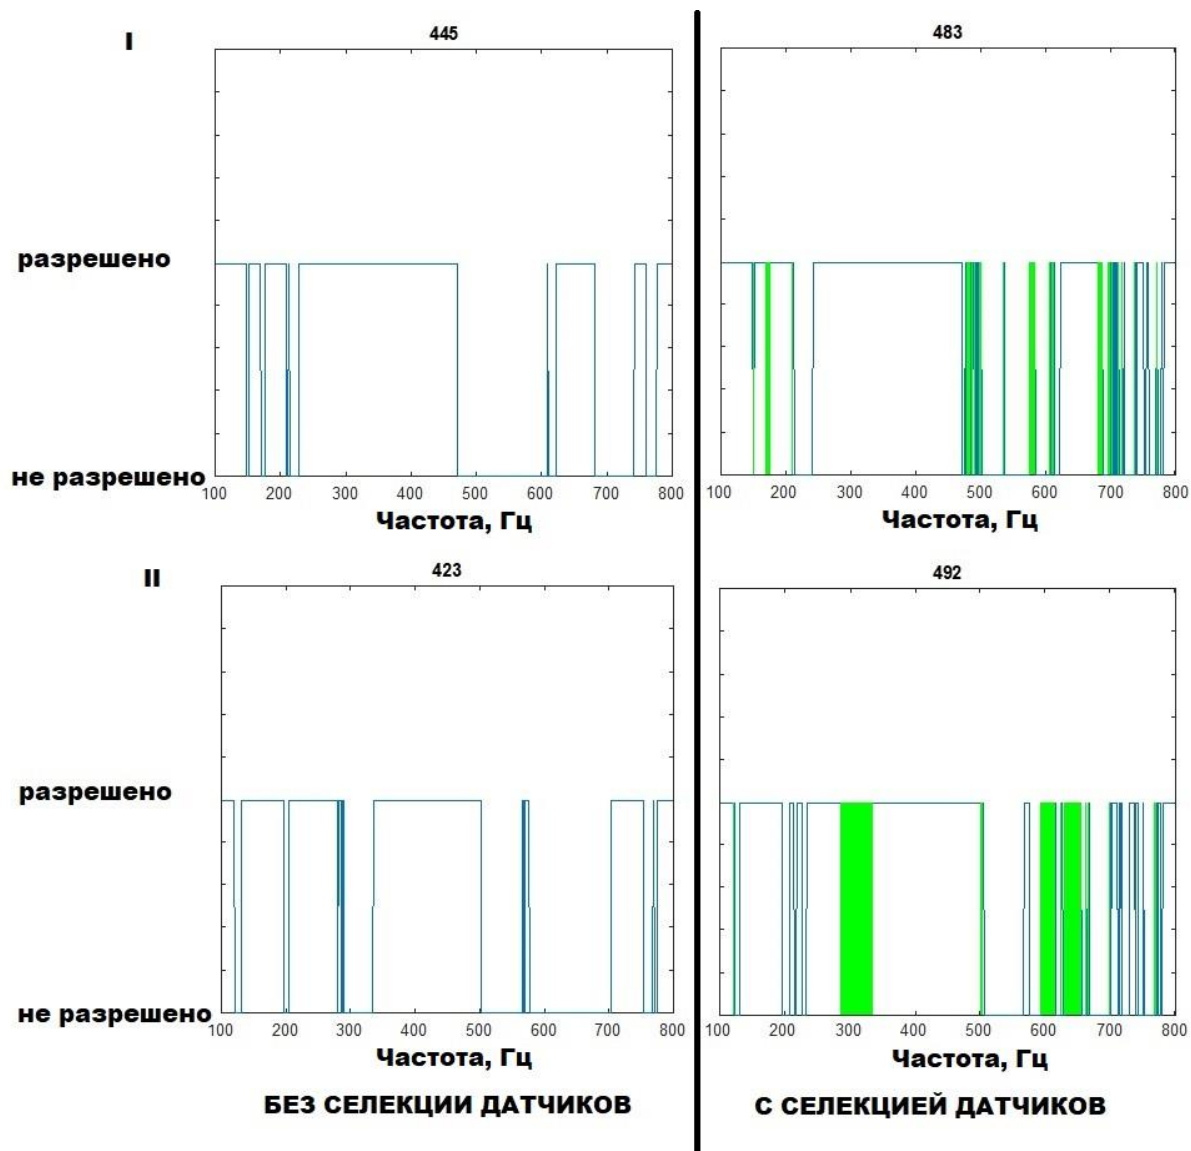 I
445
483
разрешено
не разрешено
100 200 300 400 500 600 700 800
100 200 300 400 500 600 700 800
Частота, Гц
Частота, Гц
II
423
492
разрешено
не разрешено
100 200 300 400 500 600 700 800
100 200 300 400 500 600 700 800
Частота, Гц
Частота, Гц
БЕЗ СЕЛЕКЦИИ ДАТЧИКОВ
С СЕЛЕКЦИЕЙ ДАТЧИКОВ